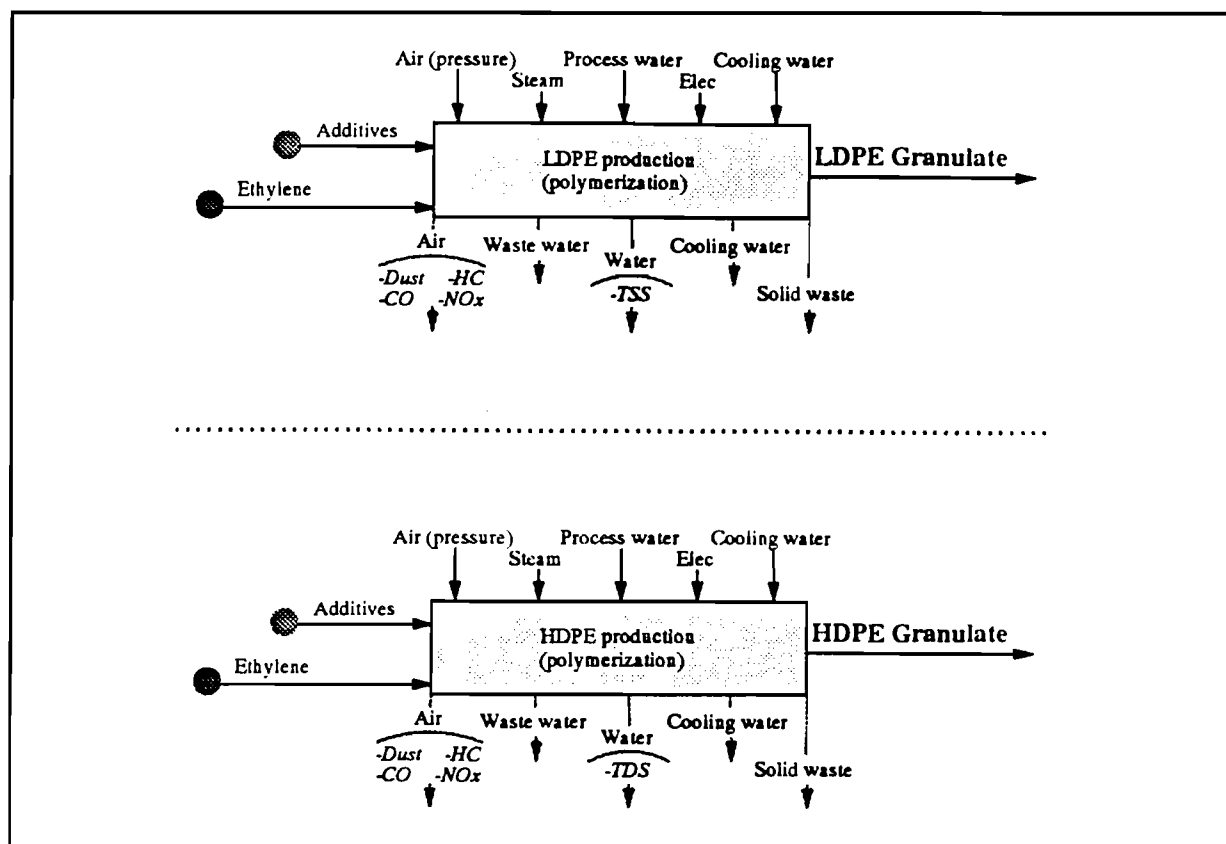 Air (pressure)
Steam
Process water
Elec
Cooling water
Additives
Ethylene
LDPE production
(polymerization)
LDPE Granulate
Air
-Dust -HC
-CO -NOx
Waste water
Water
-TSS
Cooling water
Solid waste
Air (pressure)
Steam
Process water
Elec
Cooling water
Additives
Ethylene
HDPE production
(polymerization)
HDPE Granulate
Air
-Dust -HC
-CO -NOx
Waste water
Water
-TDS
Cooling water
Solid waste